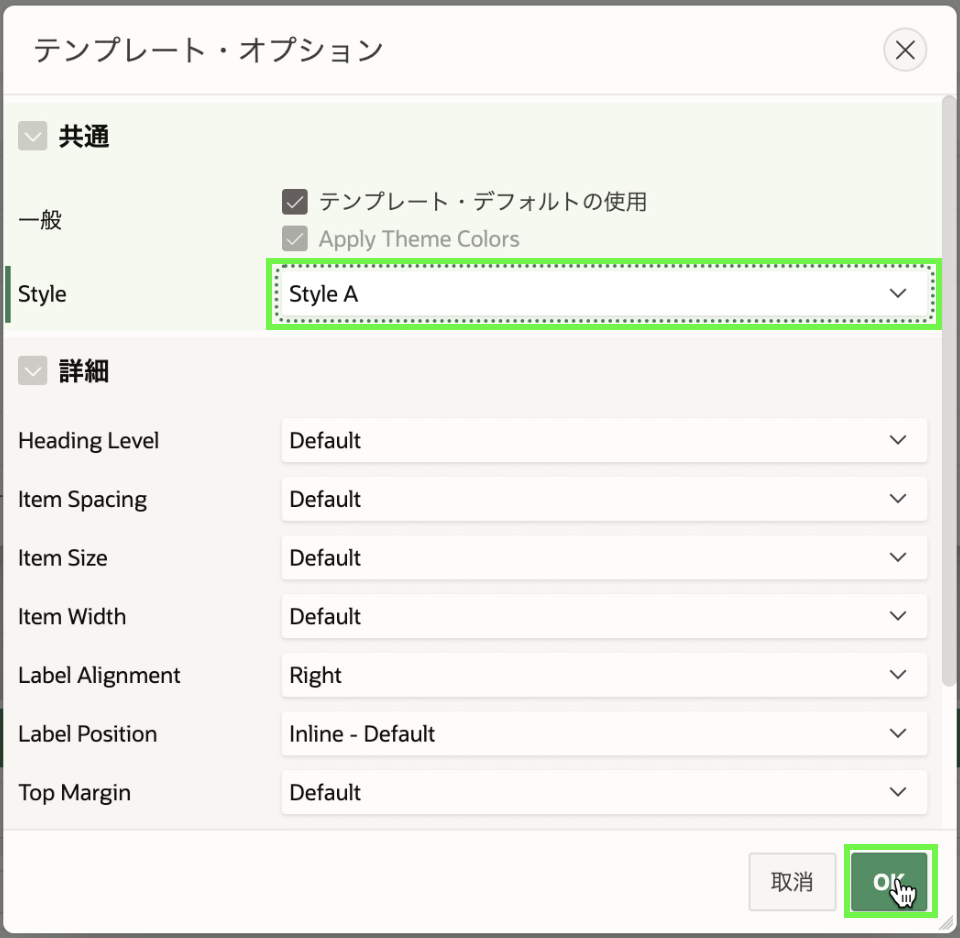 テンプレート・オプション
共通
一般
テンプレート・デフォルトの使用
Apply Theme Colors
Style
Style A
詳細
Heading Level
Default
Item Spacing
Default
Item Size
Default
Item Width
Default
Label Alignment
Right
Label Position
Inline - Default
Top Margin
Default
取消
OK